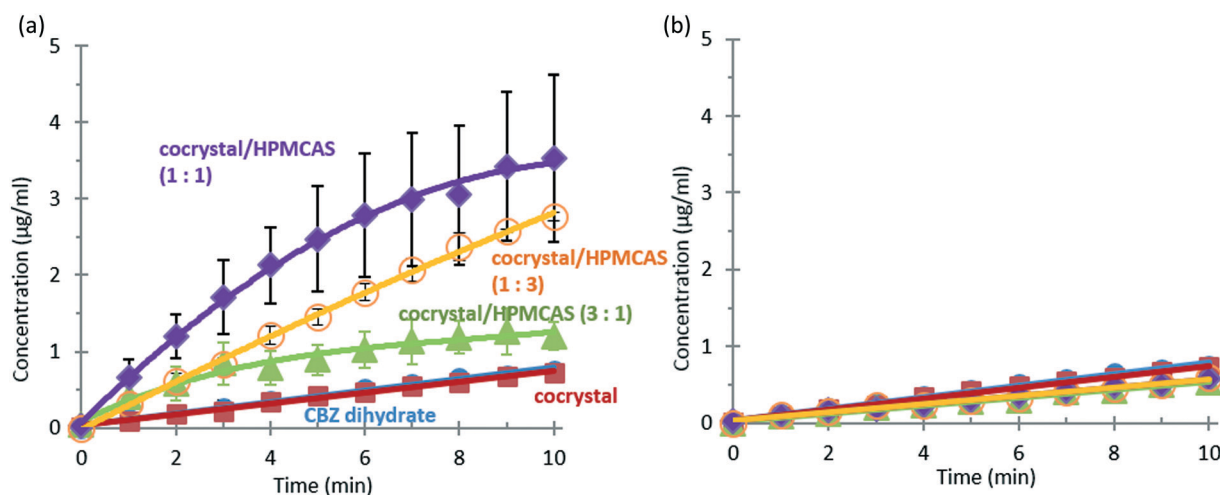 (a)
5
4
3
2
1
0
Concentration (µg/ml)
cocrystal/HPMCAS
(1 : 1)
cocrystal/HPMCAS
(1 : 3)
cocrystal/HPMCAS (3 : 1)
CBZ dihydrate
cocrystal
0 2 4 6 8 10
Time (min)
(b)
5
4
3
2
1
0
Concentration (µg/ml)
0 2 4 6 8 10
Time (min)